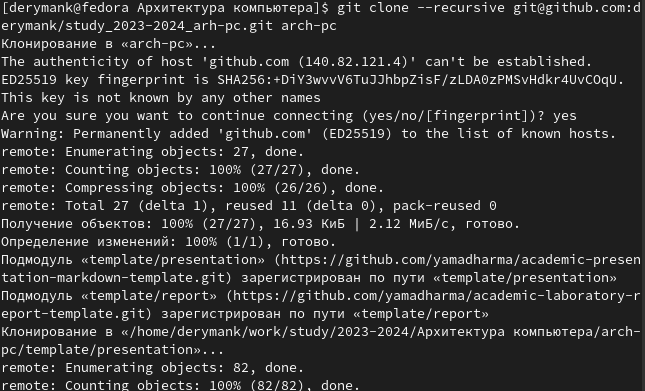 [derymank@fedora Архитектура компьютера]$ git clone --recursive git@github.com:d
erymank/study_2023-2024_arh-pc.git arch-pc
Клонирование в «arch-pc»...
The authenticity of host 'github.com (140.82.121.4)' can't be established.
ED25519 key fingerprint is SHA256:+DiY3wvvV6TuJJhbpZisF/zLDA0zPMSvHdkr4UvCOqU.
This key is not known by any other names
Are you sure you want to continue connecting (yes/no/[fingerprint])? yes
Warning: Permanently added 'github.com' (ED25519) to the list of known hosts.
remote: Enumerating objects: 27, done.
remote: Counting objects: 100% (27/27), done.
remote: Compressing objects: 100% (26/26), done.
remote: Total 27 (delta 1), reused 11 (delta 0), pack-reused 0
Получение объектов: 100% (27/27), 16.93 КиБ | 2.12 МиБ/с, готово.
Определение изменений: 100% (1/1), готово.
Подмодуль «template/presentation» (https://github.com/yamadharma/academic-presen
tation-markdown-template.git) зарегистрирован по пути «template/presentation»
Подмодуль «template/report» (https://github.com/yamadharma/academic-laboratory-r
eport-template.git) зарегистрирован по пути «template/report»
Клонирование в «/home/derymank/work/study/2023-2024/Архитектура компьютера/arch-
pc/template/presentation»...
remote: Enumerating objects: 82, done.
remote: Counting objects: 100% (82/82), done.